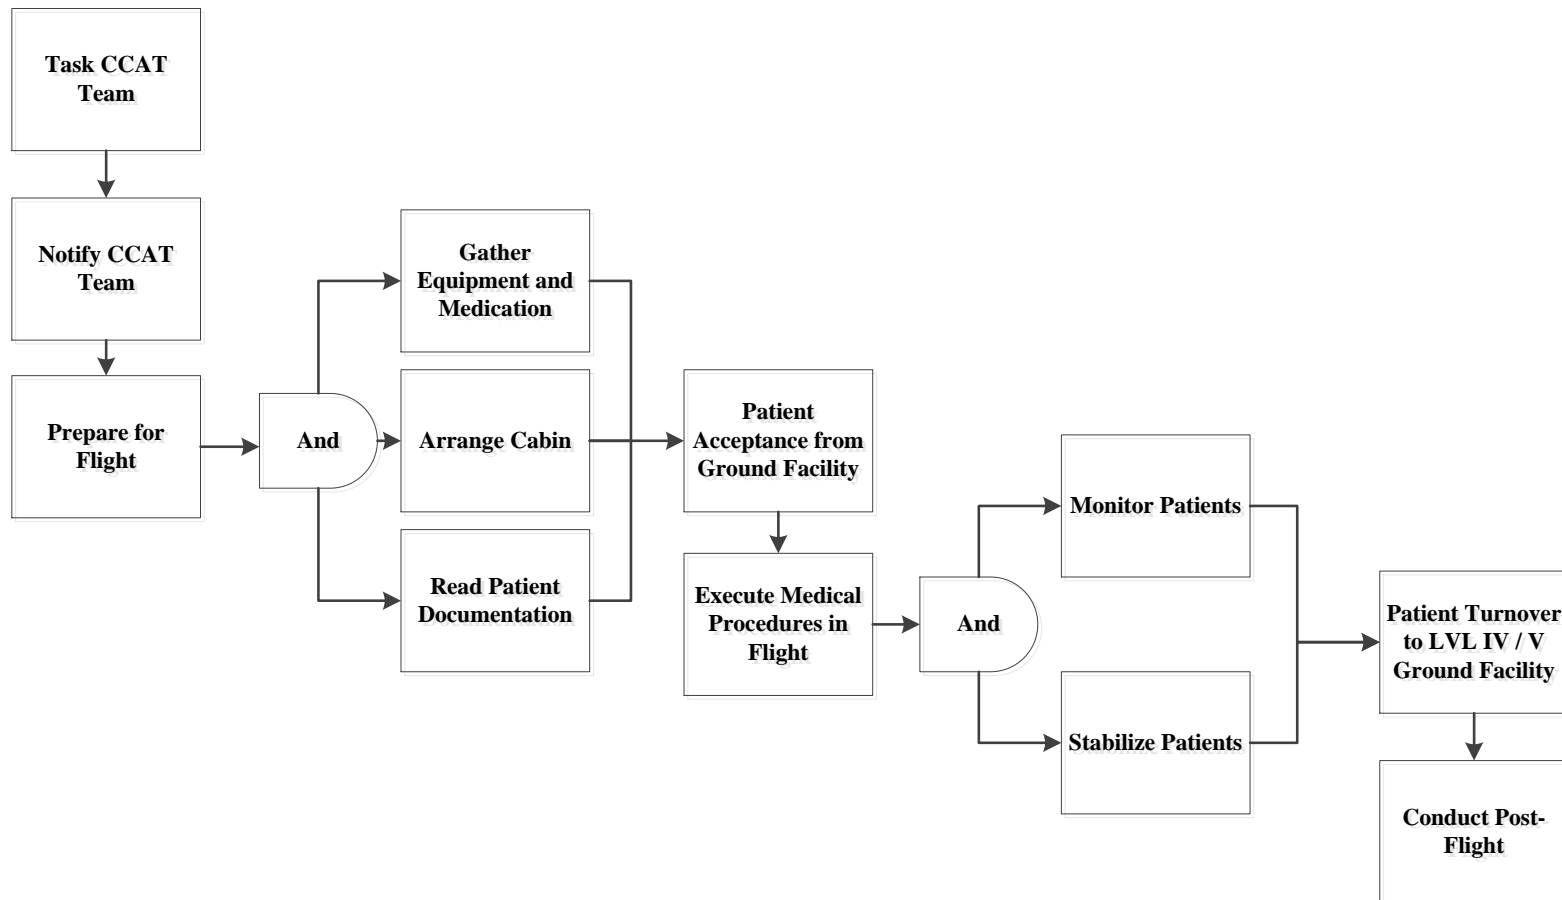 Task CCAT
Team
Notify CCAT
Team
Prepare for
Flight
And
Gather
Equipment and
Medication
Arrange Cabin
Read Patient
Documentation
Patient
Acceptance from
Ground Facility
Execute Medical
Procedures in
Flight
And
Monitor Patients
Stabilize Patients
Patient Turnover
to LVL IV / V
Ground Facility
Conduct Post-
Flight